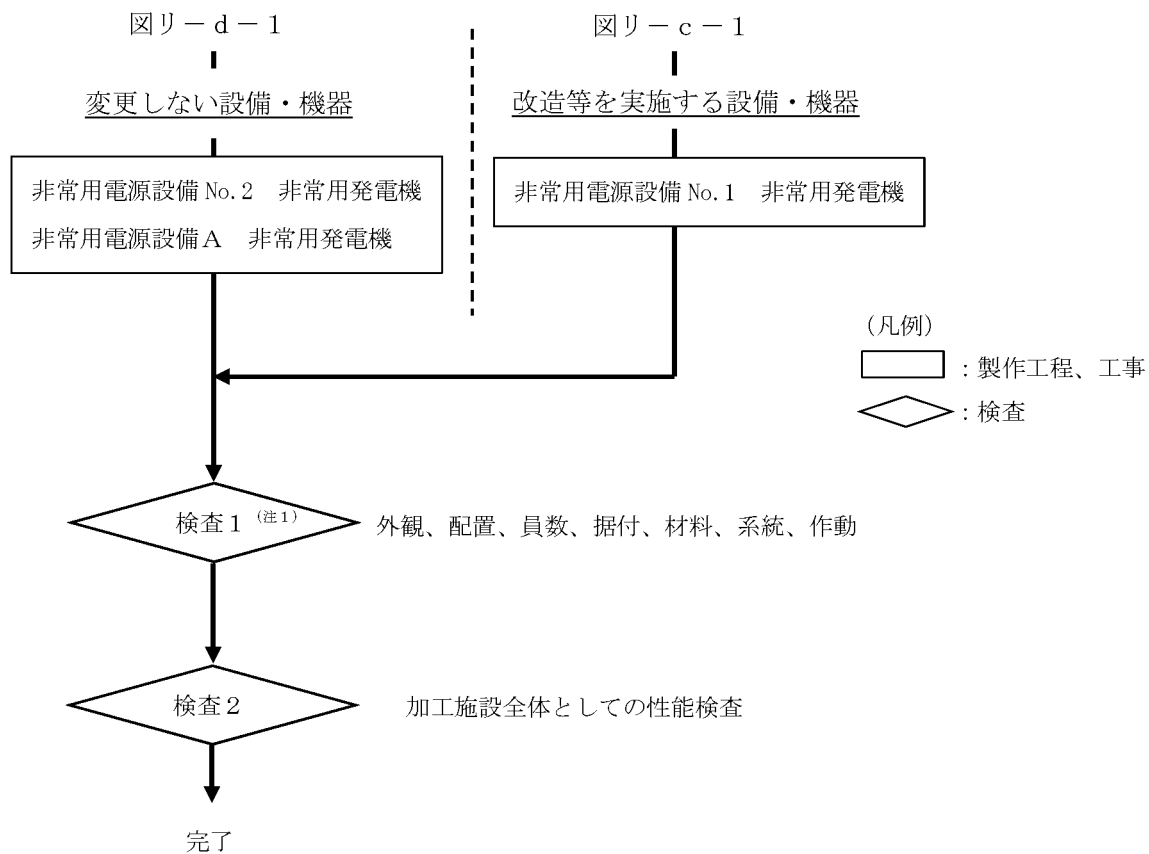 図リ－ｄ－１
図リ－ｃ－１
変更しない設備・機器
改造等を実施する設備・機器
非常用電源設備 No.2　非常用発電機
非常用電源設備Ａ　非常用発電機
非常用電源設備 No.1　非常用発電機
（凡例）
：製作工程、工事
：検査
検査１（注１）
外観、配置、員数、据付、材料、系統、作動
検査２
加工施設全体としての性能検査
完了